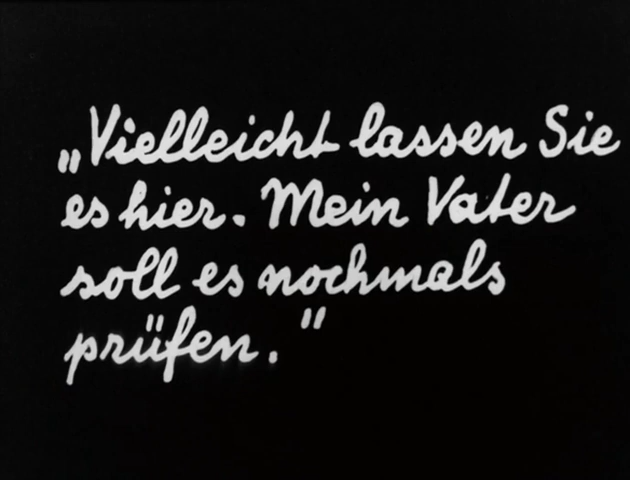 „Vielleicht lassen Sie
es hier. Mein Vater
soll es nochmals
prüfen."